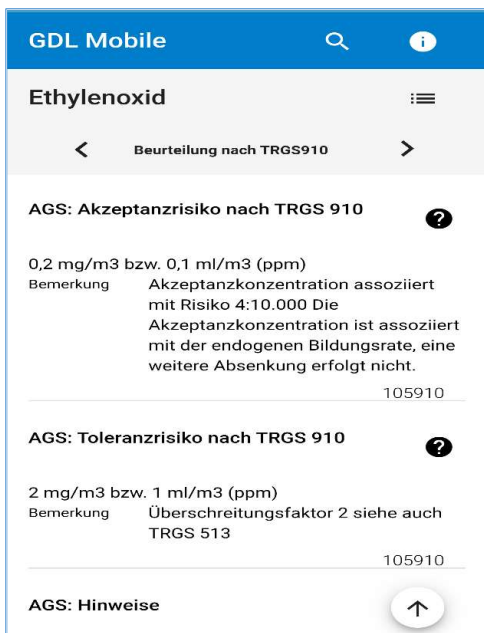 GDL Mobile
Ethylenoxid
Beurteilung nach TRGS910
AGS: Akzeptanzrisiko nach TRGS 910
0,2 mg/m3 bzw. 0,1 ml/m3 (ppm)
Bemerkung Akzeptanzkonzentration assoziiert
mit Risiko 4:10.000 Die
Akzeptanzkonzentration ist assoziiert
mit der endogenen Bildungsrate, eine
weitere Absenkung erfolgt nicht.
105910
AGS: Toleranzrisiko nach TRGS 910
2 mg/m3 bzw. 1 ml/m3 (ppm)
Bemerkung Überschreitungsfaktor 2 siehe auch
TRGS 513
105910
AGS: Hinweise